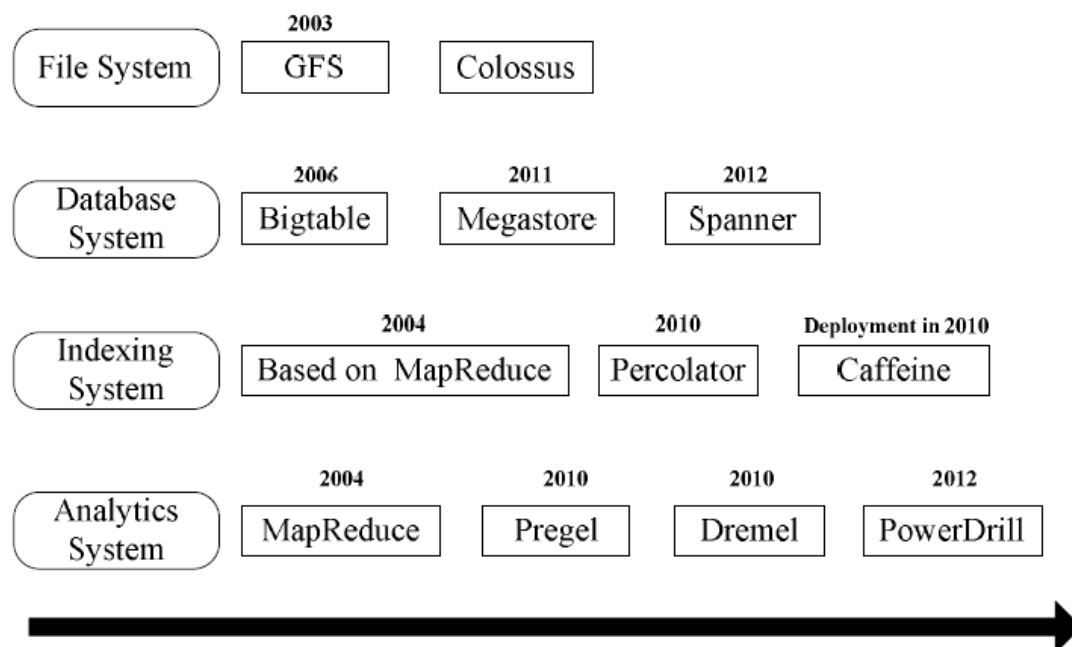 2003
File System
GFS
Colossus
2006
2011
2012
Database
System
Bigtable
Megastore
Spanner
2004
2010
Deployment in 2010
Indexing
System
Based on MapReduce
Percolator
Caffeine
2004
2010
2010
2012
Analytics
System
MapReduce
Pregel
Dremel
PowerDrill